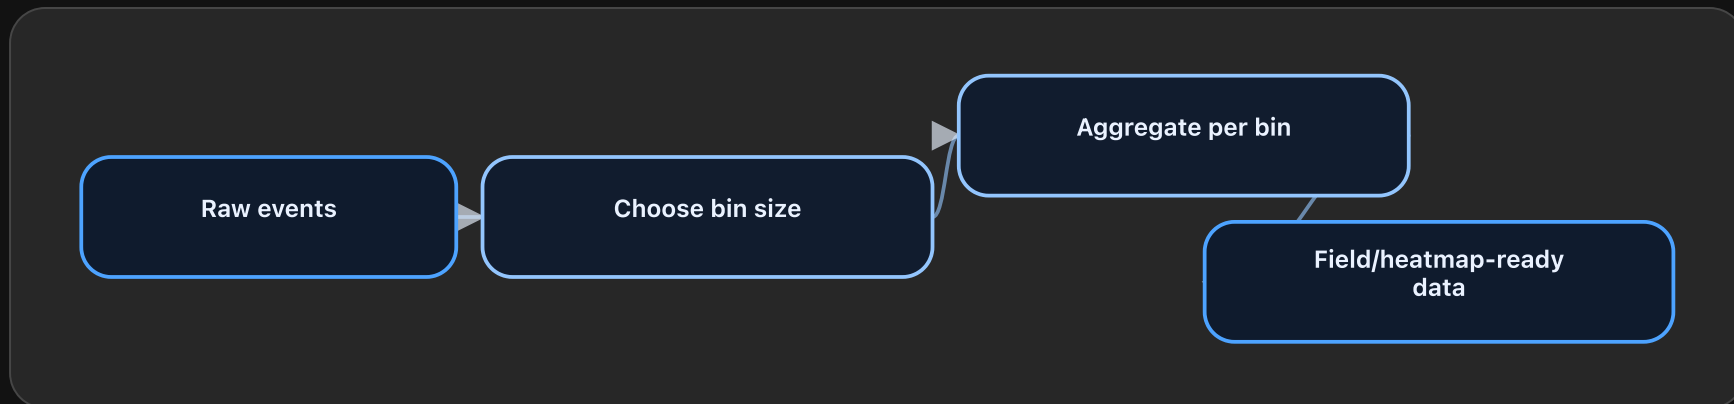 Raw events
Choose bin size
Aggregate per bin
Field/heatmap-ready
data